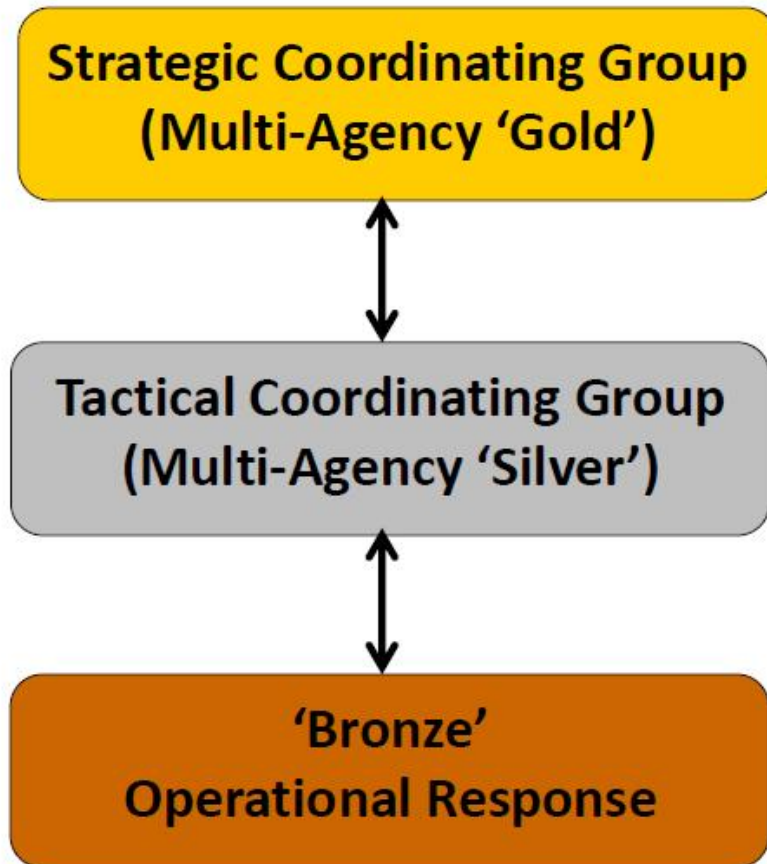 Strategic Coordinating Group
(Multi-Agency ‘Gold’)
Tactical Coordinating Group
(Multi-Agency ‘Silver’)
‘Bronze’
Operational Response